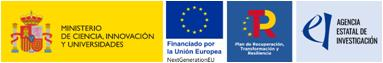 MINISTERIO
DE CIENCIA, INNOVACIÓN
Y UNIVERSIDADES
Financiado por
la Unión Europea
NextGenerationEU
Plan de Recuperación,
Transformación y
Resiliencia
AGENCIA
ESTATAL DE
INVESTIGACIÓN